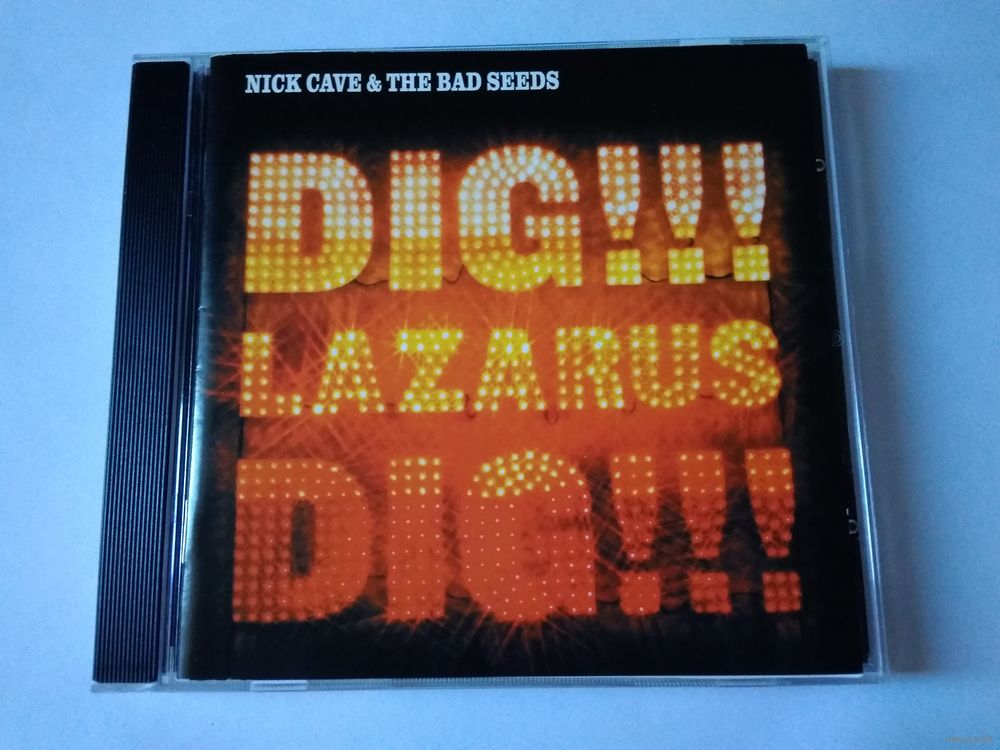 NICK CAVE & THE BAD SEEDS
DIG!!!
LAZARUS
DIG!!!